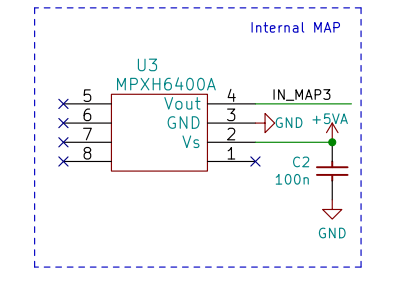 Internal MAP
U3
MPXH6400A
5 Vout 4 IN_MAP3
6 GND 3 GND +5VA
7 Vs 2
8 1 C2
100n
GND